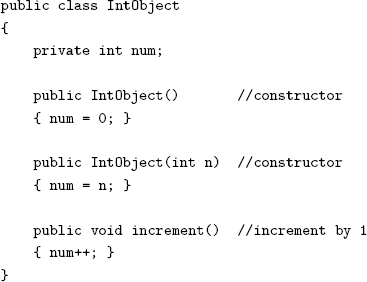 public class IntObject
{
    private int num;
    public IntObject()       //constructor
    { num = 0; }
    public IntObject(int n)  //constructor
    { num = n; }
    public void increment()  //increment by 1
    { num++; }
}